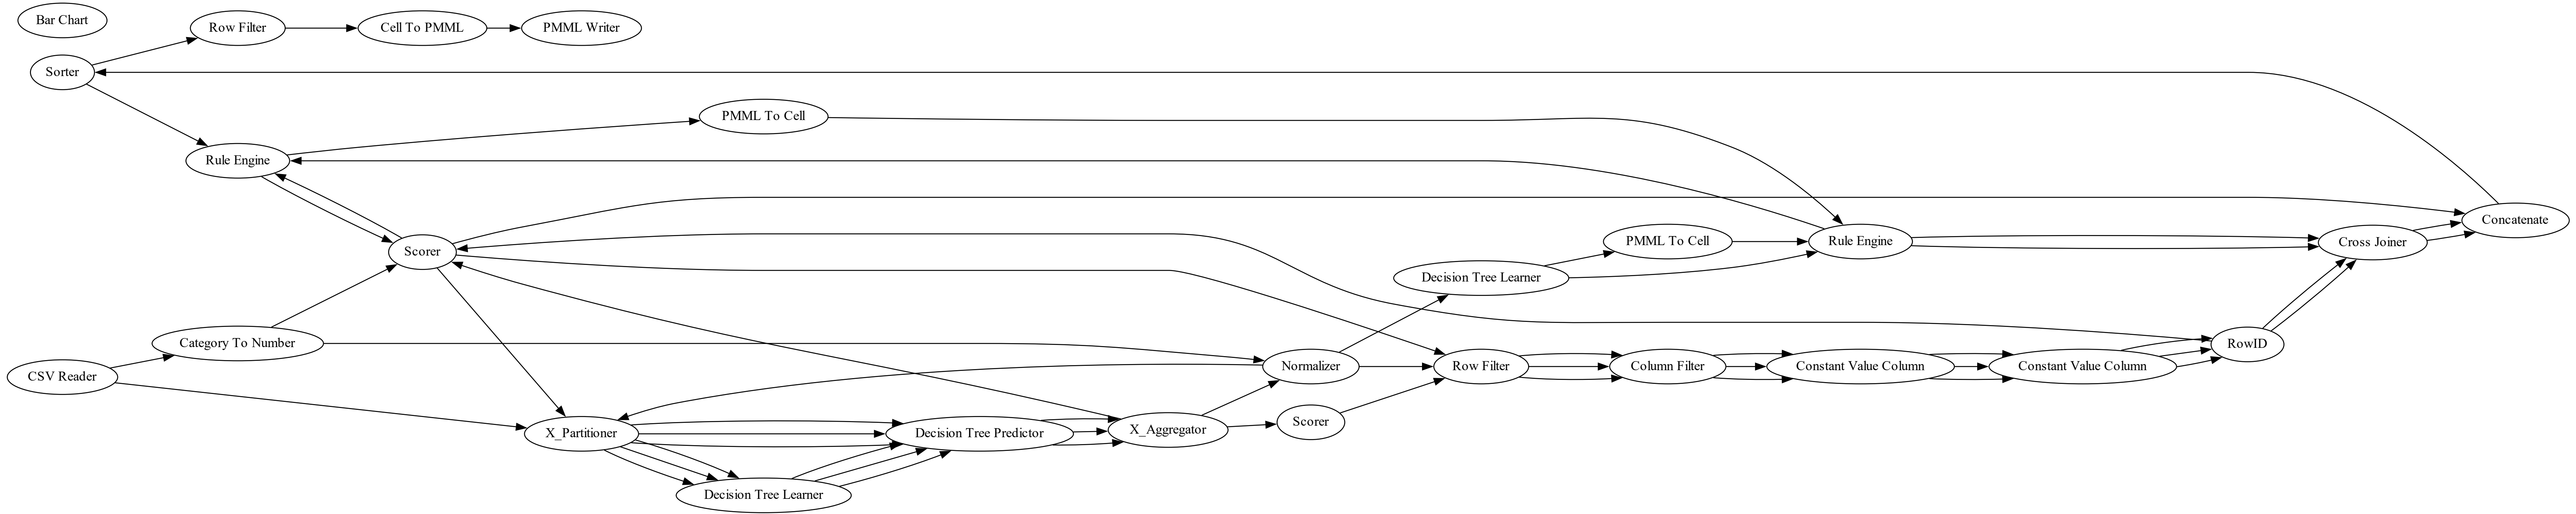 Bar Chart
Row Filter
Cell To PMML
PMML Writer
Sorter
PMML To Cell
Rule Engine
Concatenate
PMML To Cell
Rule Engine
Cross Joiner
Scorer
Decision Tree Learner
Category To Number
RowID
CSV Reader
Normalizer
Row Filter
Column Filter
Constant Value Column
Constant Value Column
Scorer
X_Partitioner
Decision Tree Predictor
X_Aggregator
Decision Tree Learner